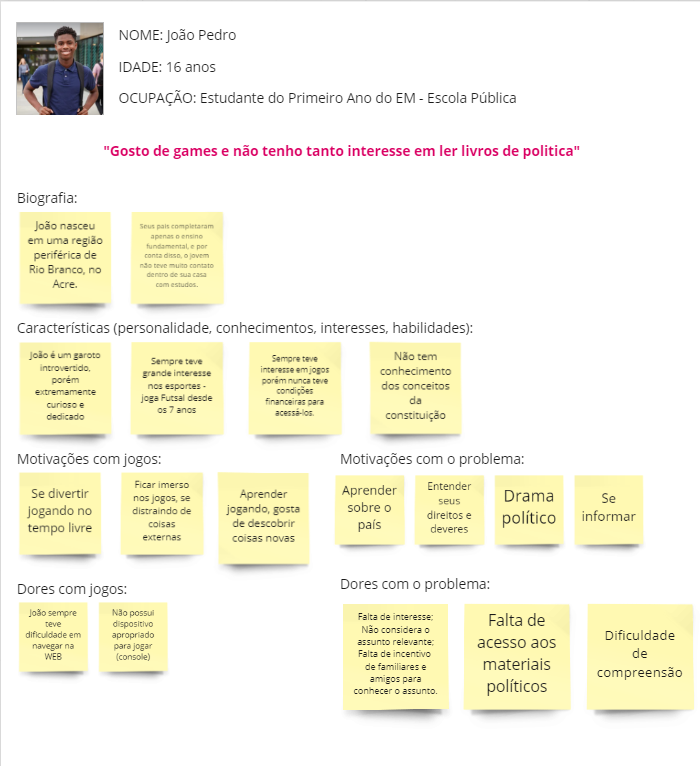 NOME: João Pedro
IDADE: 16 anos
OCUPAÇÃO: Estudante do Primeiro Ano do EM - Escola Pública
"Gosto de games e não tenho tanto interesse em ler livros de politica"
Biografia:
João nasceu
em uma região
periférica de
Rio Branco, no
Acre.
Seus pais completaram
apenas o ensino
fundamental, e por
conta disso, o jovem
não teve muito contato
dentro de sua casa
com estudos.
Características (personalidade, conhecimentos, interesses, habilidades):
João é um garoto
introvertido,
porém
extremamente
curioso e
dedicado
Sempre teve
grande interesse
nos esportes -
joga Futsal desde
os 7 anos
Sempre teve
interesse em jogos
porém nunca teve
condições
financeiras para
acessá-los.
Não tem
conhecimento
dos conceitos
da
constituição
Motivações com jogos:
Se divertir
jogando no
tempo livre
Ficar imerso
nos jogos, se
distraindo de
coisas
externas
Aprender
jogando, gosta
de descobrir
coisas novas
Motivações com o problema:
Aprender
sobre o
país
Entender
seus
direitos e
deveres
Drama
político
Se
informar
Dores com jogos:
João sempre
teve
dificuldade em
navegar na
WEB
Não possui
dispositivo
apropriado
para jogar
(console)
Dores com o problema:
Falta de interesse;
Não considera o
assunto relevante;
Falta de incentivo
de familiares e
amigos para
conhecer o assunto.
Falta de
acesso aos
materiais
políticos
Dificuldade
de
compreensão